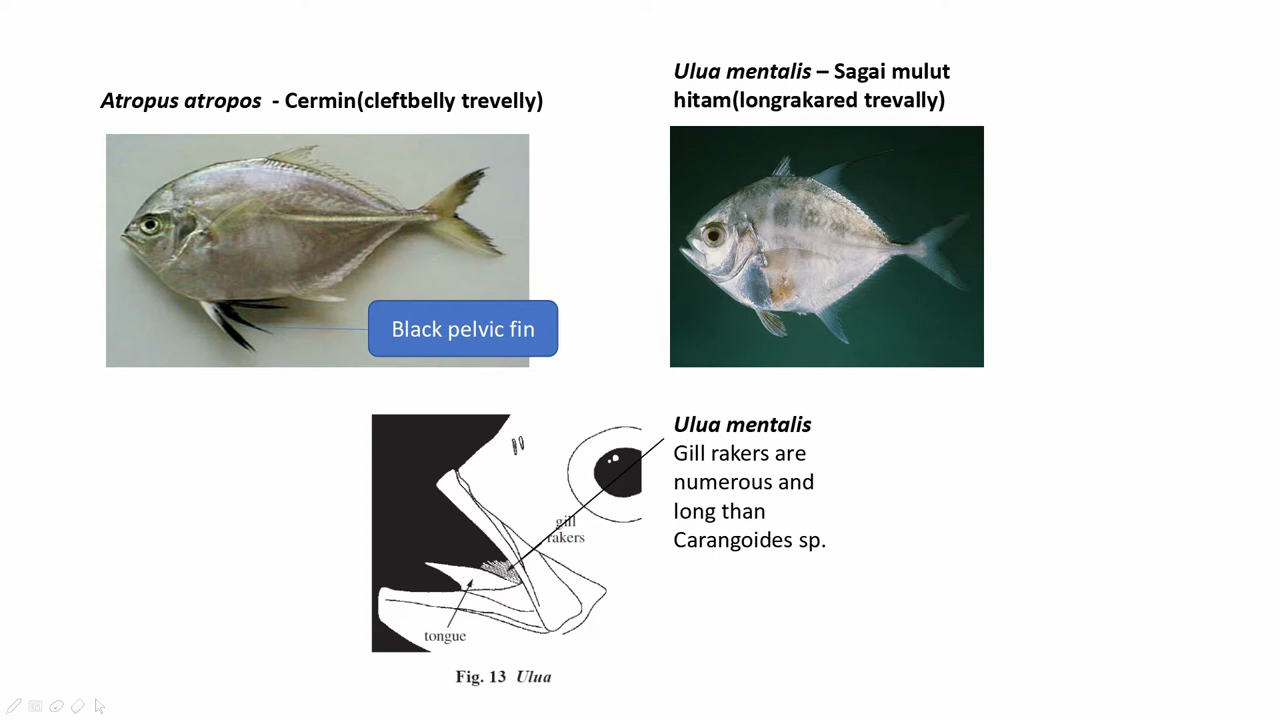 Atropus atropos - Cermin(cleftbelly trevelly)
Ulua mentalis – Sagai mulut
hitam(longrakared trevally)
Black pelvic fin
Ulua mentalis
Gill rakers are
numerous and
long than
Carangoides sp.
gill
rakers
tongue
Fig. 13 Ulua